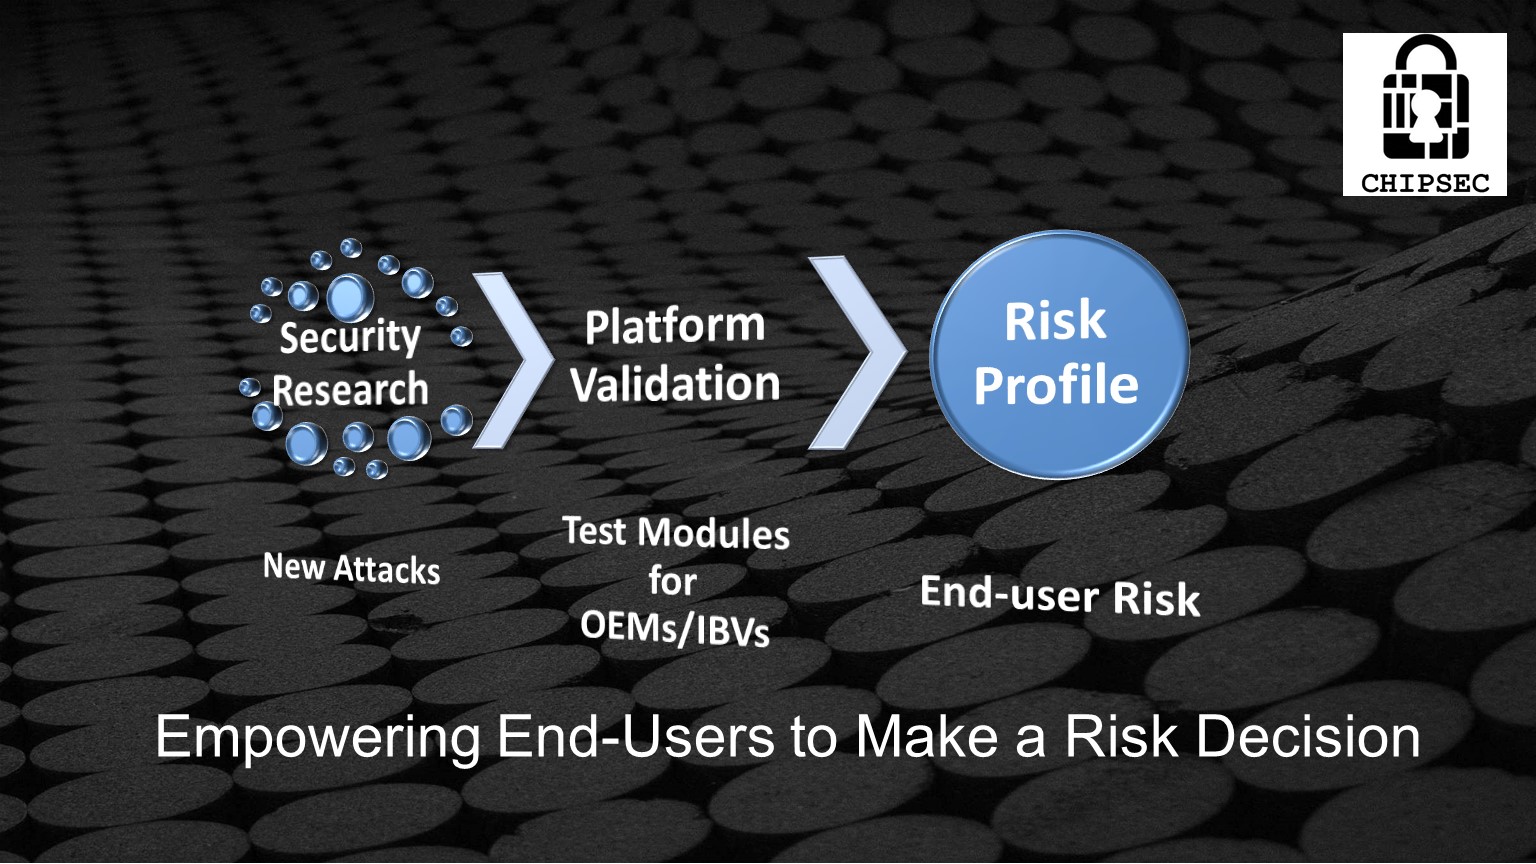 CHIPSEC
Security
Research
Platform
Validation
Risk
Profile
New Attacks
Test Modules
for
OEMs/IBVs
End-user Risk
Empowering End-Users to Make a Risk Decision